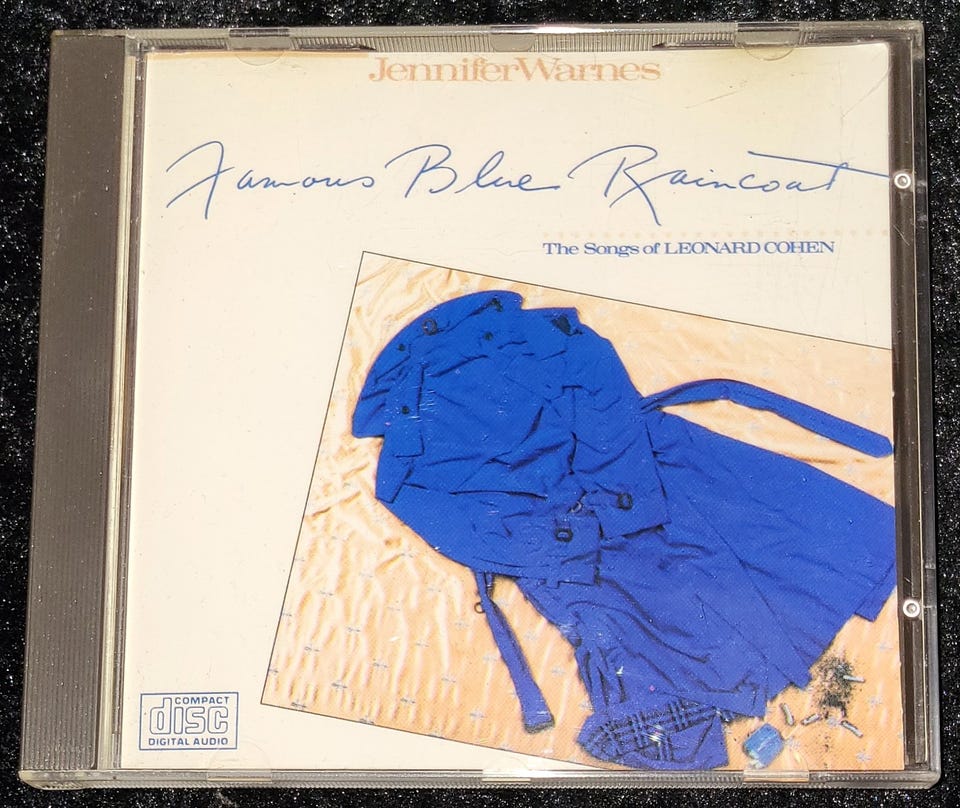 JenniferWarnes
Famous Blue Raincoat
The Songs of LEONARD COHEN
COMPACT
disc
DIGITAL AUDIO